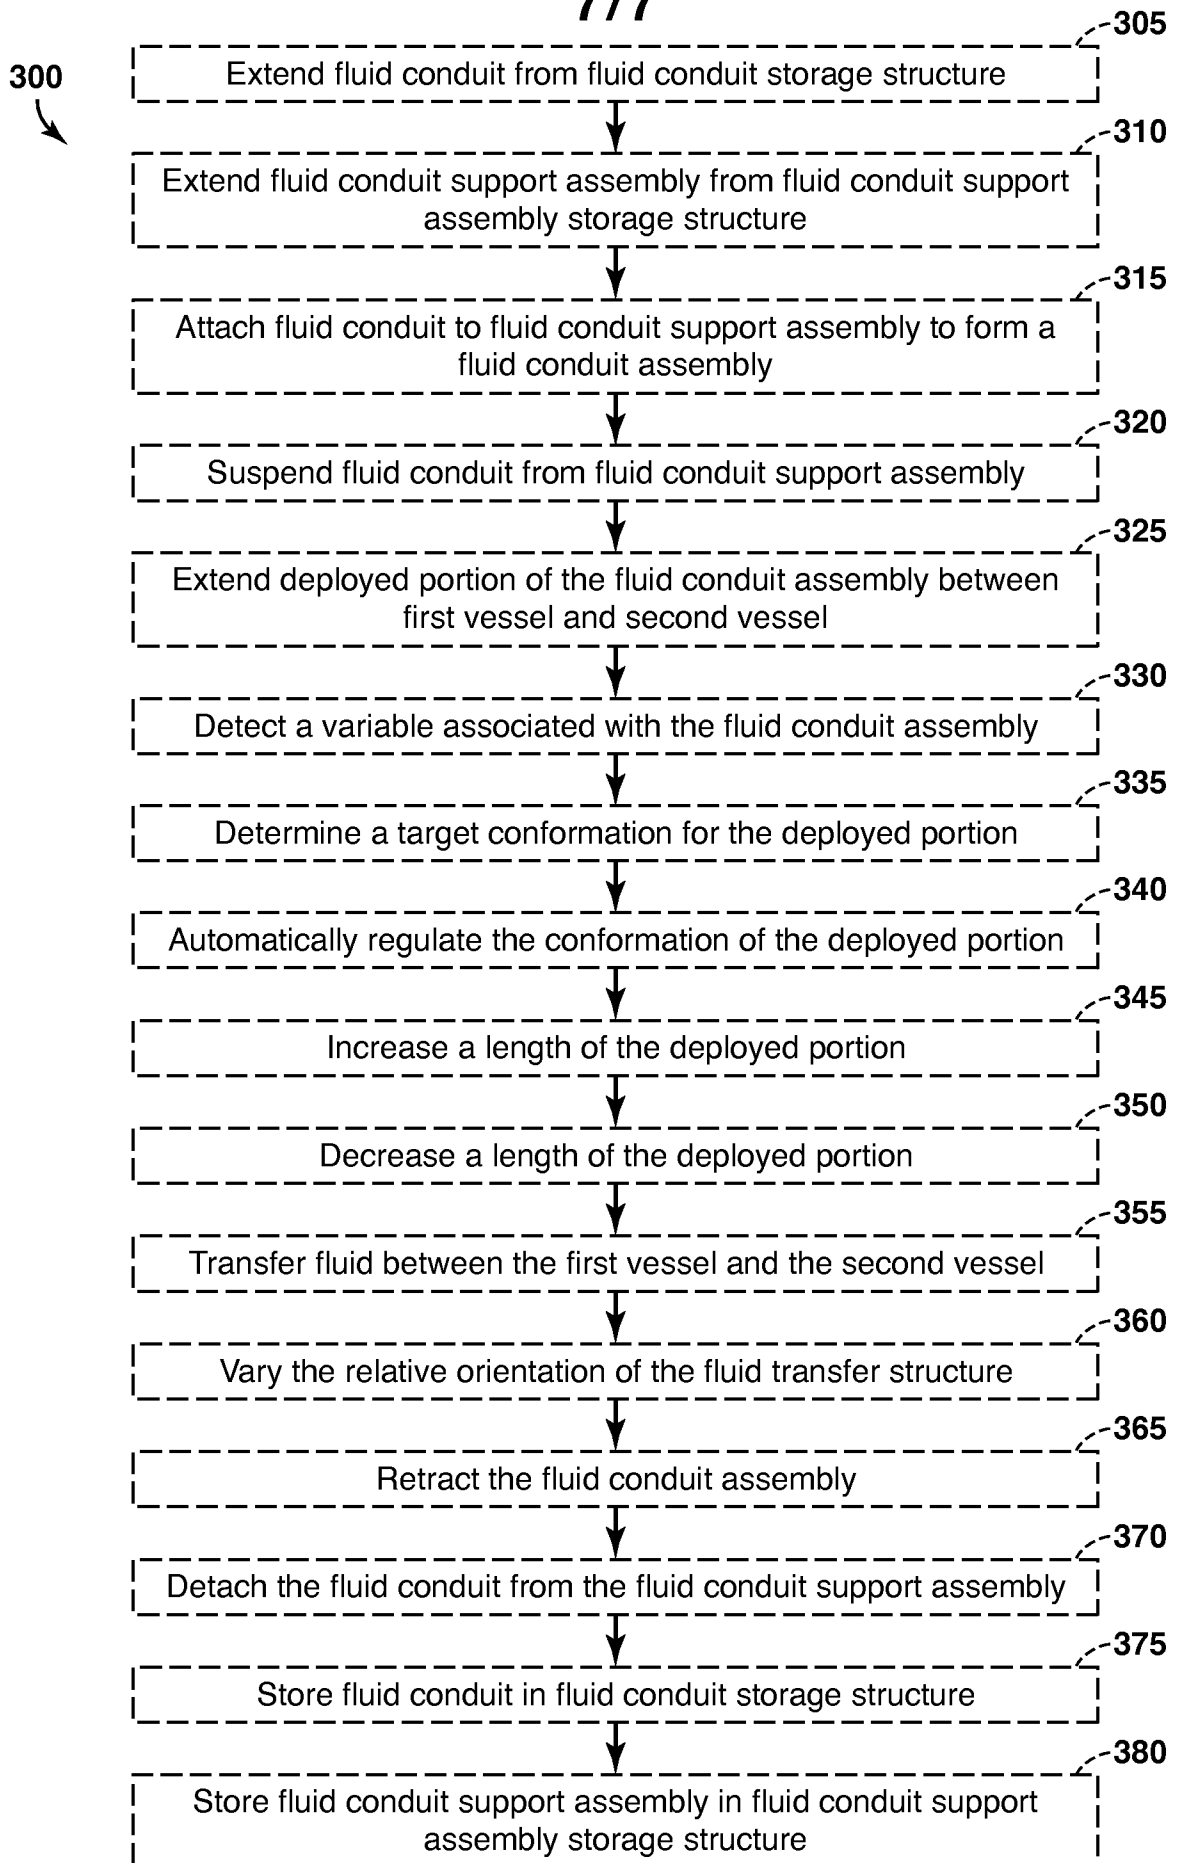 7/7
305
300
Extend fluid conduit from fluid conduit storage structure
310
Extend fluid conduit support assembly from fluid conduit support
assembly storage structure
315
Attach fluid conduit to fluid conduit support assembly to form a
fluid conduit assembly
320
Suspend fluid conduit from fluid conduit support assembly
325
Extend deployed portion of the fluid conduit assembly between
first vessel and second vessel
330
Detect a variable associated with the fluid conduit assembly
335
Determine a target conformation for the deployed portion
340
Automatically regulate the conformation of the deployed portion
345
Increase a length of the deployed portion
350
Decrease a length of the deployed portion
355
Transfer fluid between the first vessel and the second vessel
360
Vary the relative orientation of the fluid transfer structure
365
Retract the fluid conduit assembly
370
Detach the fluid conduit from the fluid conduit support assembly
375
Store fluid conduit in fluid conduit storage structure
380
Store fluid conduit support assembly in fluid conduit support
assembly storage structure